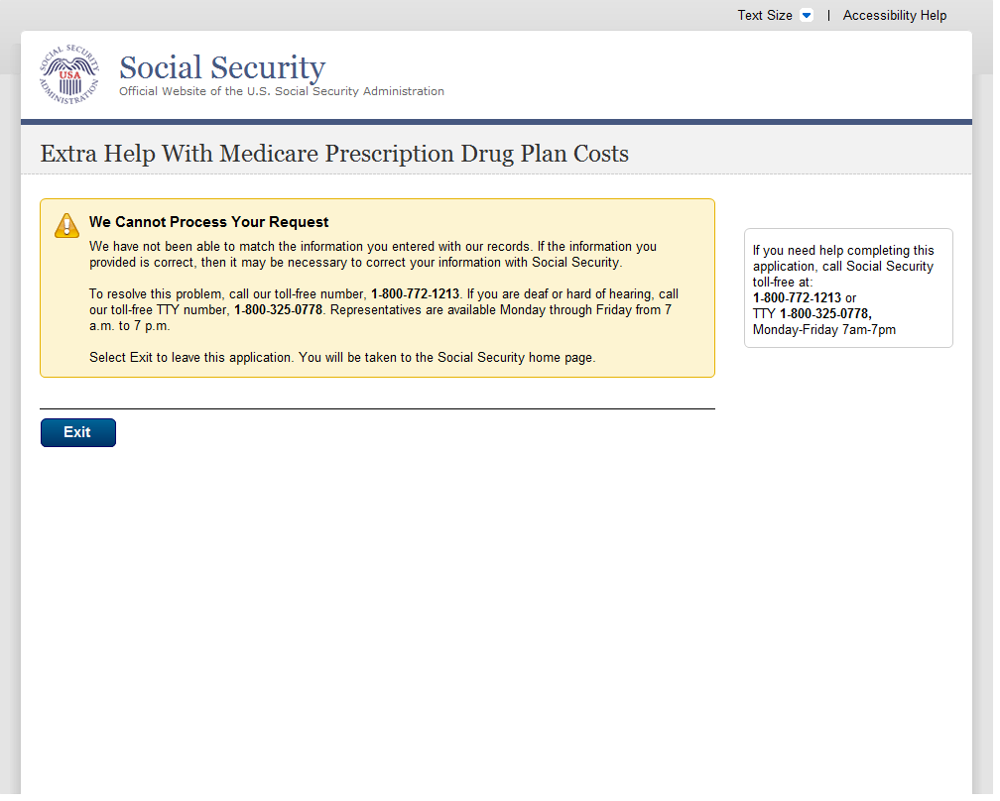 Text Size | Accessibility Help
SOCIAL SECURITY ADMINISTRATION
USA
Social Security
Official Website of the U.S. Social Security Administration
Extra Help With Medicare Prescription Drug Plan Costs
We Cannot Process Your Request
We have not been able to match the information you entered with our records. If the information you
provided is correct, then it may be necessary to correct your information with Social Security.
To resolve this problem, call our toll-free number, 1-800-772-1213. If you are deaf or hard of hearing, call
our toll-free TTY number, 1-800-325-0778. Representatives are available Monday through Friday from 7
a.m. to 7 p.m.
Select Exit to leave this application. You will be taken to the Social Security home page.
If you need help completing this
application, call Social Security
toll-free at:
1-800-772-1213 or
TTY 1-800-325-0778,
Monday-Friday 7am-7pm
Exit